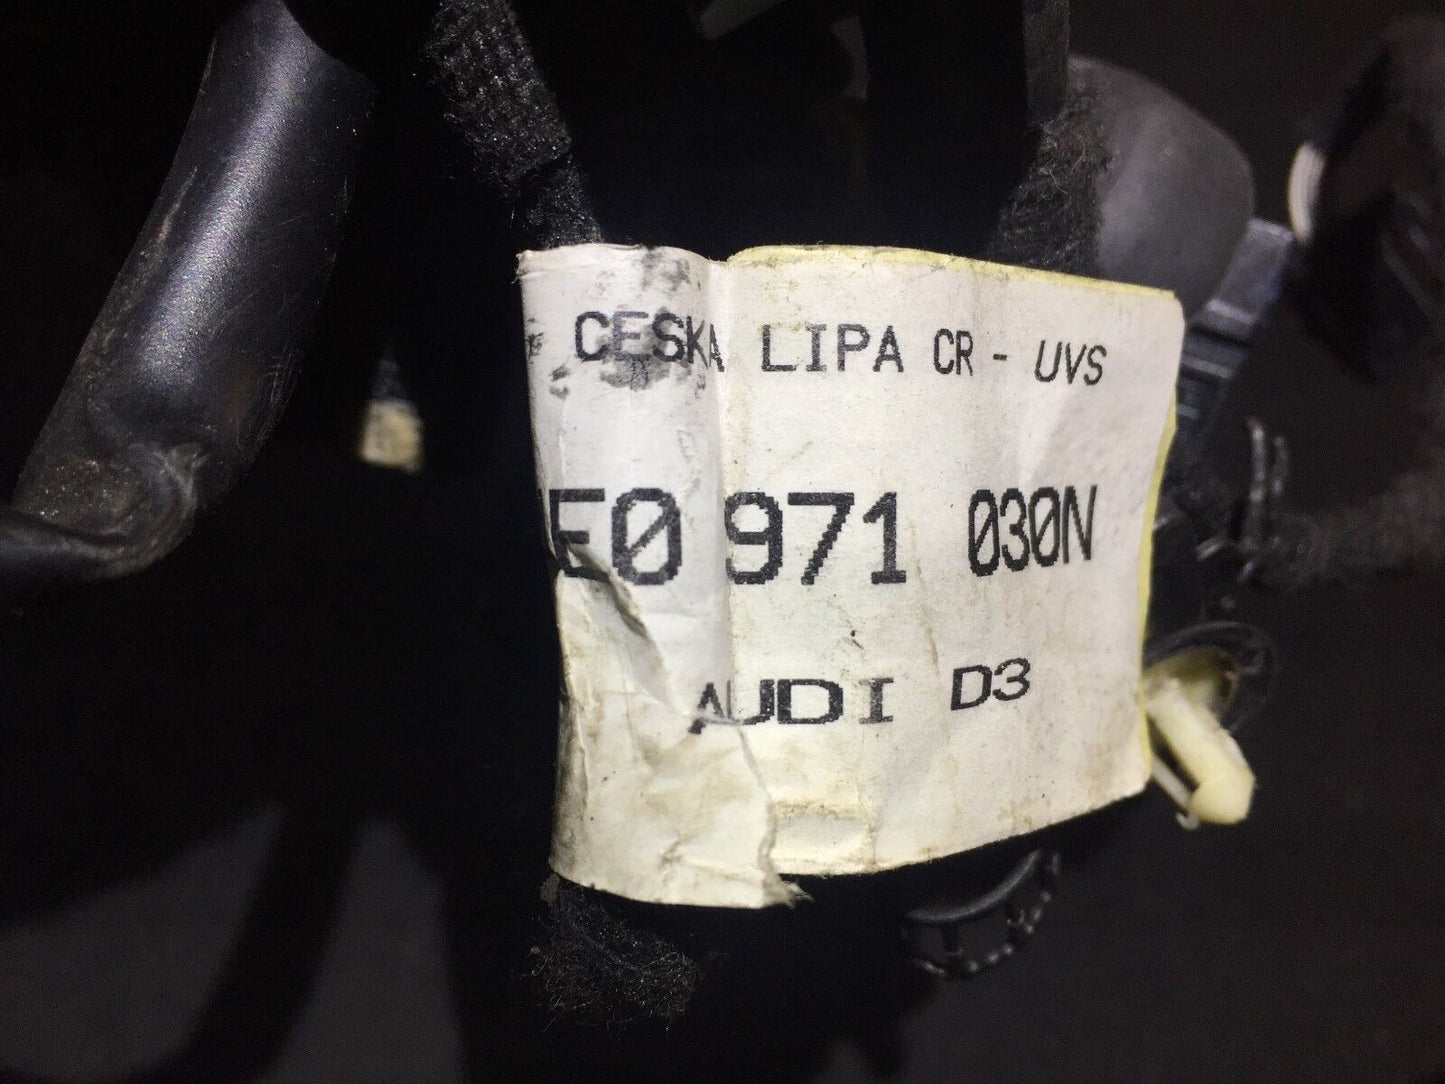 CESKA LIPA CR - UVS
E0 971 030N
AUDI D3